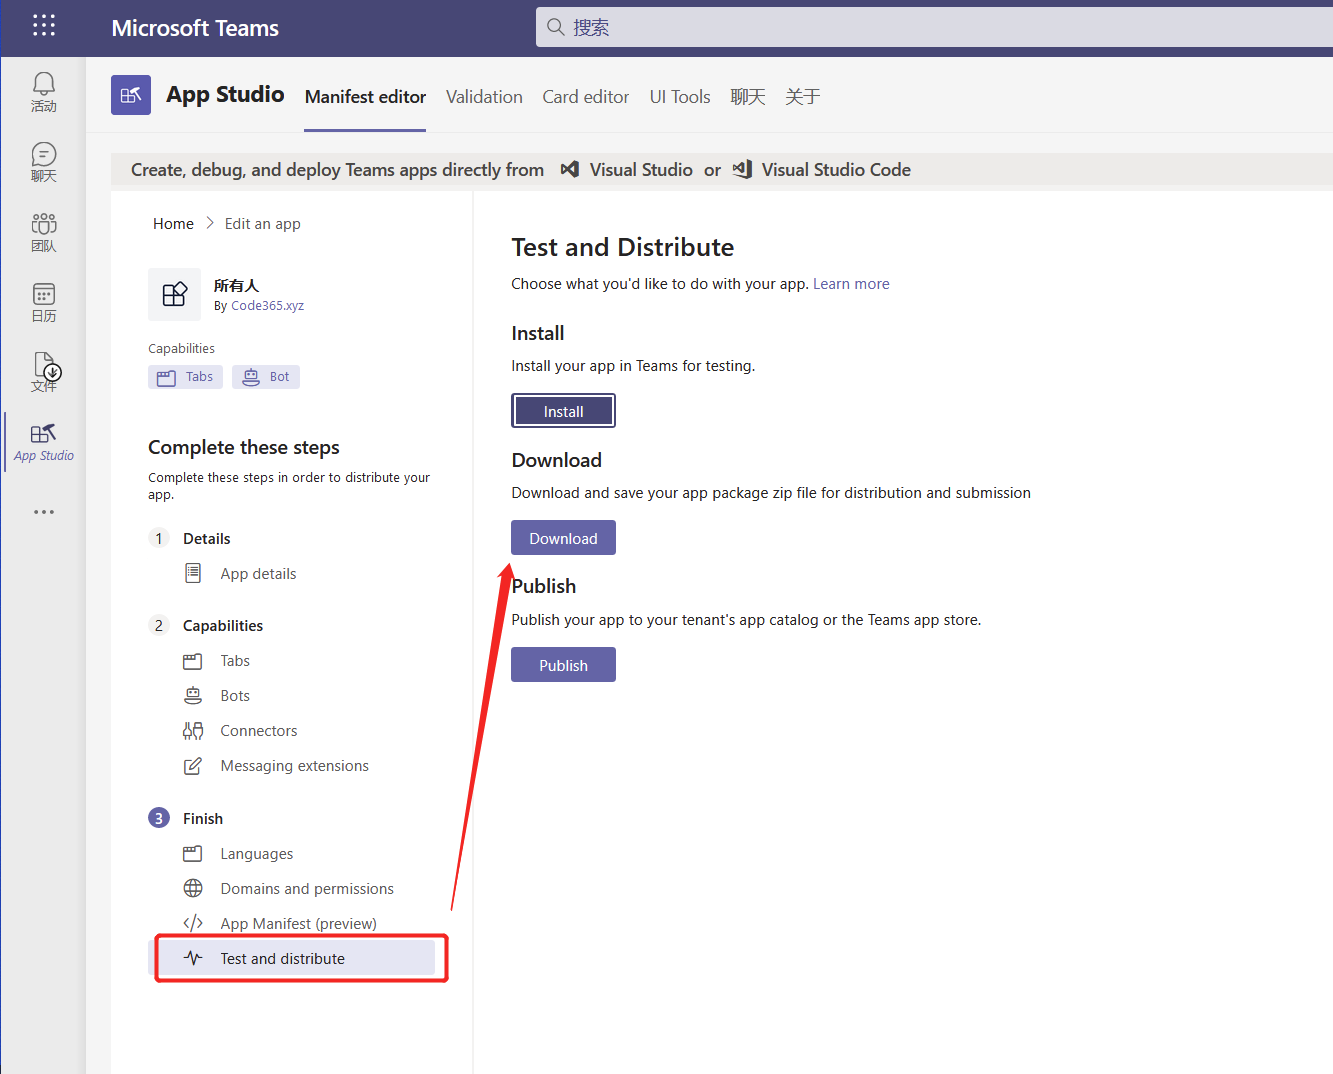 Microsoft Teams
搜索
活动
聊天
团队
日历
文件
App Studio
App Studio
Manifest editor
Validation
Card editor
UI Tools
聊天
关于
Create, debug, and deploy Teams apps directly from Visual Studio or Visual Studio Code
Home > Edit an app
所有人
By Code365.xyz
Capabilities
Tabs
Bot
Complete these steps
Complete these steps in order to distribute your
app.
1 Details
App details
2 Capabilities
Tabs
Bots
Connectors
Messaging extensions
3 Finish
Languages
Domains and permissions
App Manifest (preview)
Test and distribute
Test and Distribute
Choose what you'd like to do with your app. Learn more
Install
Install your app in Teams for testing.
Install
Download
Download and save your app package zip file for distribution and submission
Download
Publish
Publish your app to your tenant's app catalog or the Teams app store.
Publish